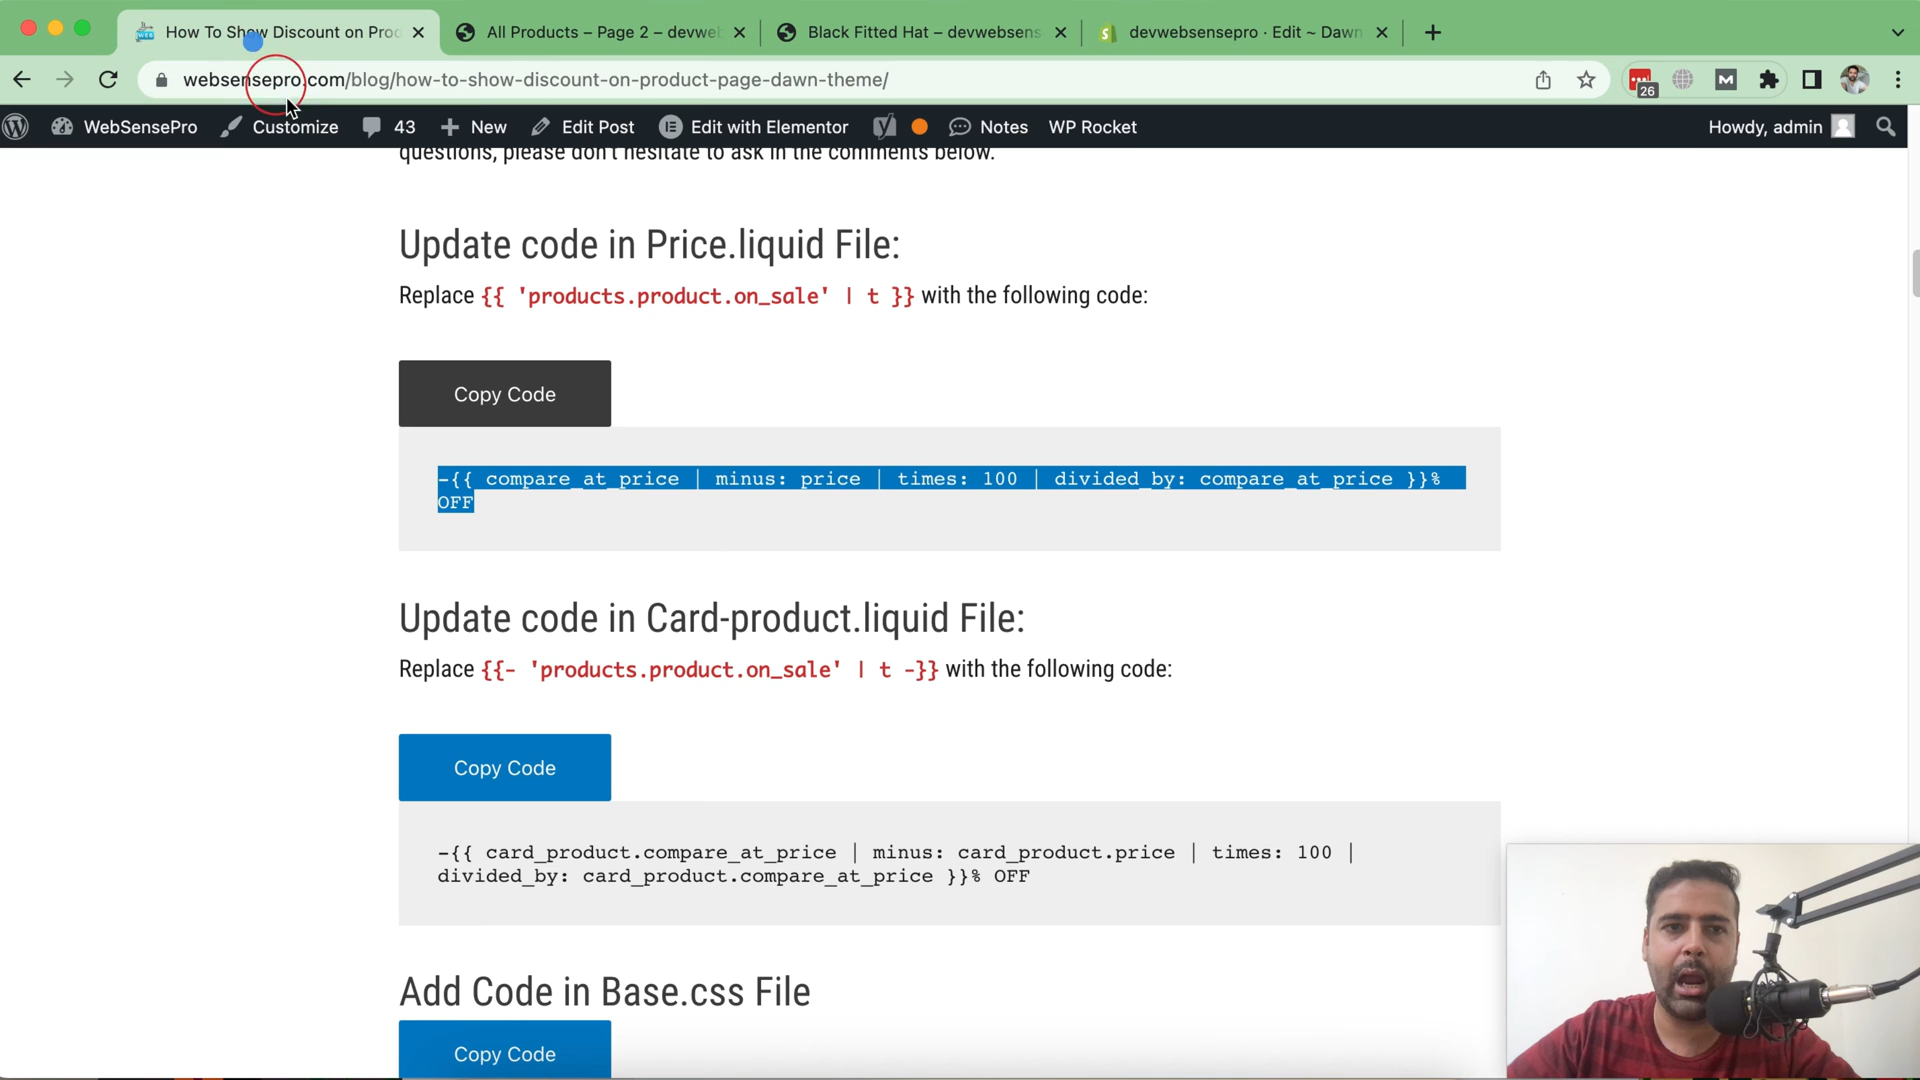 How To Show Discount on Prod
All Products – Page 2 – devweb
Black Fitted Hat – devwebsens
devwebsensepro · Edit ~ Dawn
websensepro.com/blog/how-to-show-discount-on-product-page-dawn-theme/
26
M
WebSensePro Customize 43 New Edit Post Edit with Elementor Notes WP Rocket Howdy, admin
questions, please don't hesitate to ask in the comments below.
Update code in Price.liquid File:
Replace {{ 'products.product.on_sale' | t }} with the following code:
Copy Code
-{{ compare_at_price | minus: price | times: 100 | divided_by: compare_at_price }}%
OFF
Update code in Card-product.liquid File:
Replace {{- 'products.product.on_sale' | t -}} with the following code:
Copy Code
-{{ card_product.compare_at_price | minus: card_product.price | times: 100 |
divided_by: card_product.compare_at_price }}% OFF
Add Code in Base.css File
Copy Code